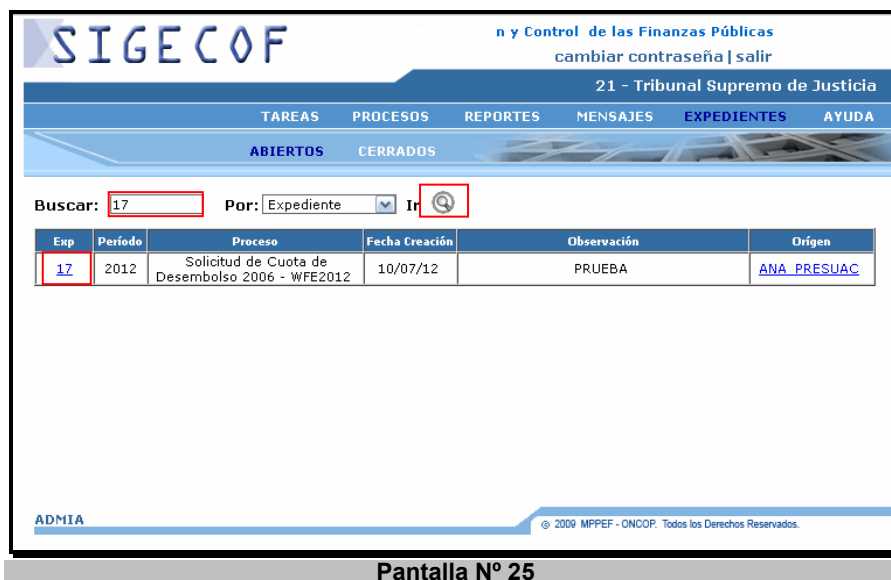 SIGECOF
n y Control de las Finanzas Públicas
cambiar contraseña | salir
21 - Tribunal Supremo de Justicia
TAREAS PROCESOS REPORTES MENSAJES EXPEDIENTES AYUDA
ABIERTOS CERRADOS
Buscar: 17 Por: Expediente Ir
Exp Período Proceso Fecha Creación Observación Orígen
17 2012 Solicitud de Cuota de Desembolso 2006 - WFE2012 10/07/12 PRUEBA ANA_PRESUAC
ADMIA
© 2009 MPPEF - ONCOP. Todos los Derechos Reservados.
Pantalla Nº 25